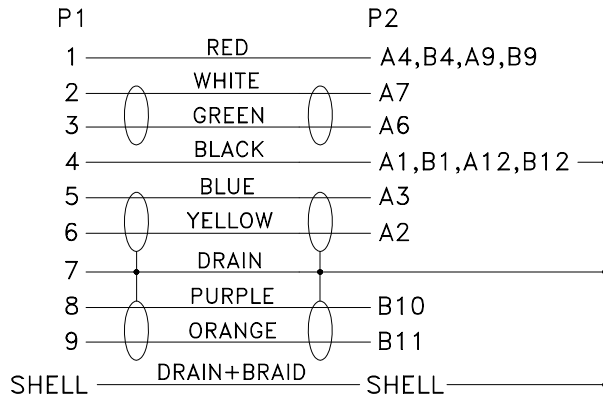 P1 P2
1 RED A4,B4,A9,B9
2 WHITE A7
3 GREEN A6
4 BLACK A1,B1,A12,B12
5 BLUE A3
6 YELLOW A2
7 DRAIN
8 PURPLE B10
9 ORANGE B11
SHELL DRAIN+BRAID SHELL